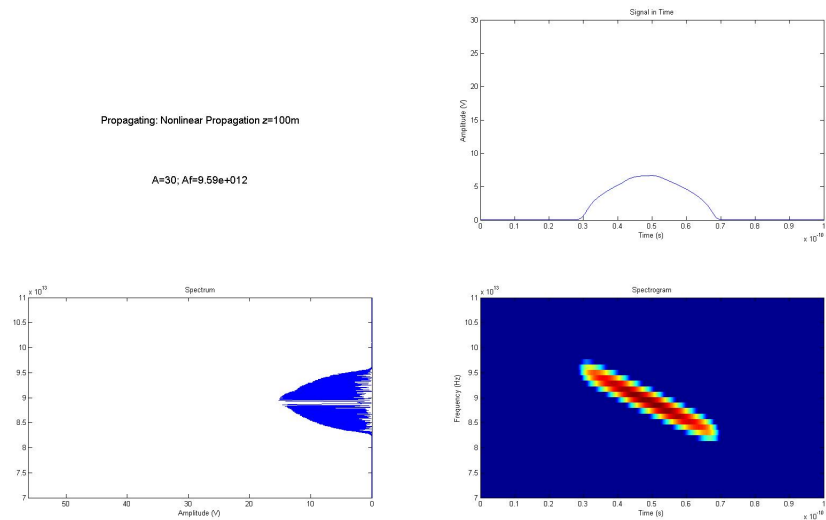 Propagating: Nonlinear Propagation z=100m
A=30; Af=9.59e+012
Signal in Time
30
25
20
15
10
5
0
Amplitude (V)
0 0.1 0.2 0.3 0.4 0.5 0.6 0.7 0.8 0.9 1
Time (s)
x 10^-10
Spectrum
x 10^13
11
10.5
10
9.5
9
8.5
8
7.5
7
50 40 30 20 10 0
Amplitude (V)
Spectrogram
x 10^13
11
10.5
10
9.5
9
8.5
8
7.5
7
Frequency (Hz)
0 0.1 0.2 0.3 0.4 0.5 0.6 0.7 0.8 0.9 1
Time (s)
x 10^-10